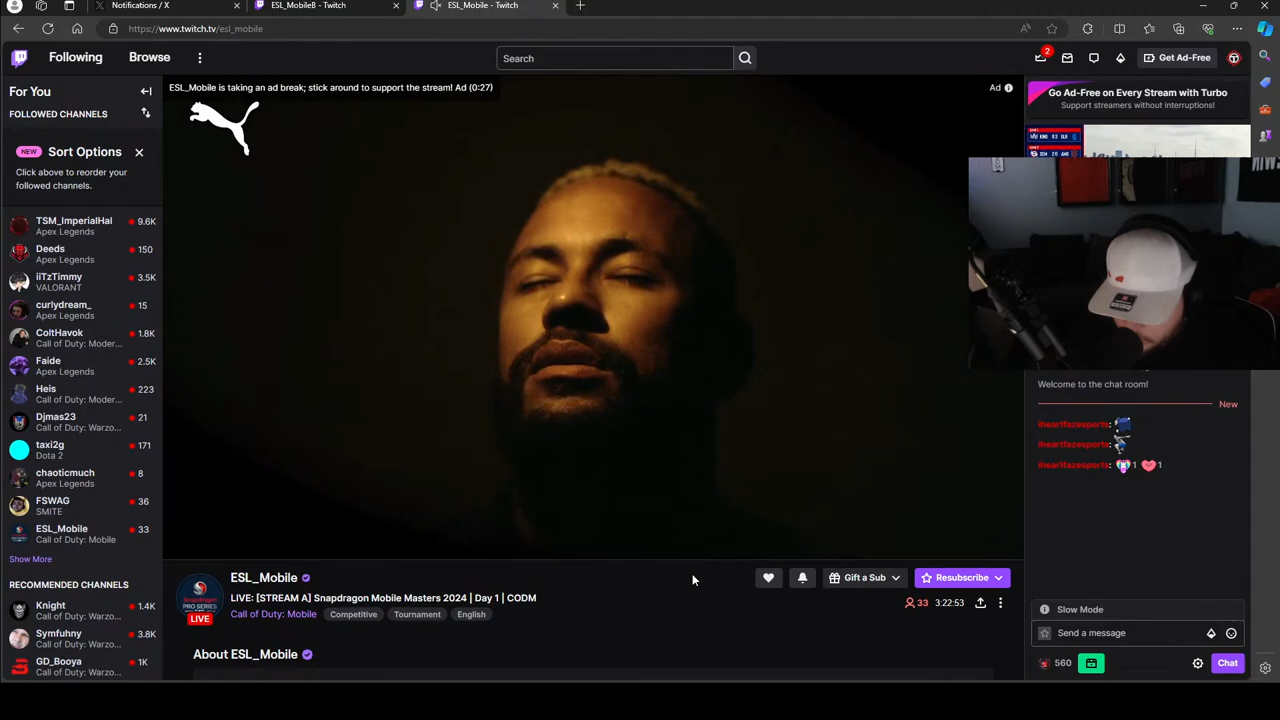 Notifications / X
ESL_MobileB - Twitch
ESL_Mobile - Twitch
https://www.twitch.tv/esl_mobile
Following
Browse
Search
2
Get Ad-Free
For You
FOLLOWED CHANNELS
NEW
Sort Options
Click above to reorder your
followed channels.
TSM_ImperialHal
9.6K
Apex Legends
Deeds
150
Apex Legends
iiTzTimmy
3.5K
VALORANT
curlydream_
15
Apex Legends
ColtHavok
1.8K
Call of Duty: Moder...
Faide
2.5K
Apex Legends
Heis
223
Call of Duty: Moder...
Djmas23
21
Call of Duty: Warzo...
taxi2g
171
Dota 2
chaoticmuch
8
Apex Legends
FSWAG
36
SMITE
ESL_Mobile
33
Call of Duty: Mobile
Show More
RECOMMENDED CHANNELS
Knight
1.4K
Call of Duty: Warzo...
Symfuhny
3.8K
Call of Duty: Warzo...
GD_Booya
1K
Call of Duty: Warzo...
ESL_Mobile is taking an ad break; stick around to support the stream! Ad (0:27)
Ad
ESL_Mobile
LIVE: [STREAM A] Snapdragon Mobile Masters 2024 | Day 1 | CODM
LIVE
Call of Duty: Mobile
Competitive
Tournament
English
Gift a Sub
Resubscribe
33
3:22:53
About ESL_Mobile
Go Ad-Free on Every Stream with Turbo
Support streamers without interruptions!
Welcome to the chat room!
New
iheartfazesports:
iheartfazesports:
iheartfazesports: 1 1
Slow Mode
Send a message
560
Chat